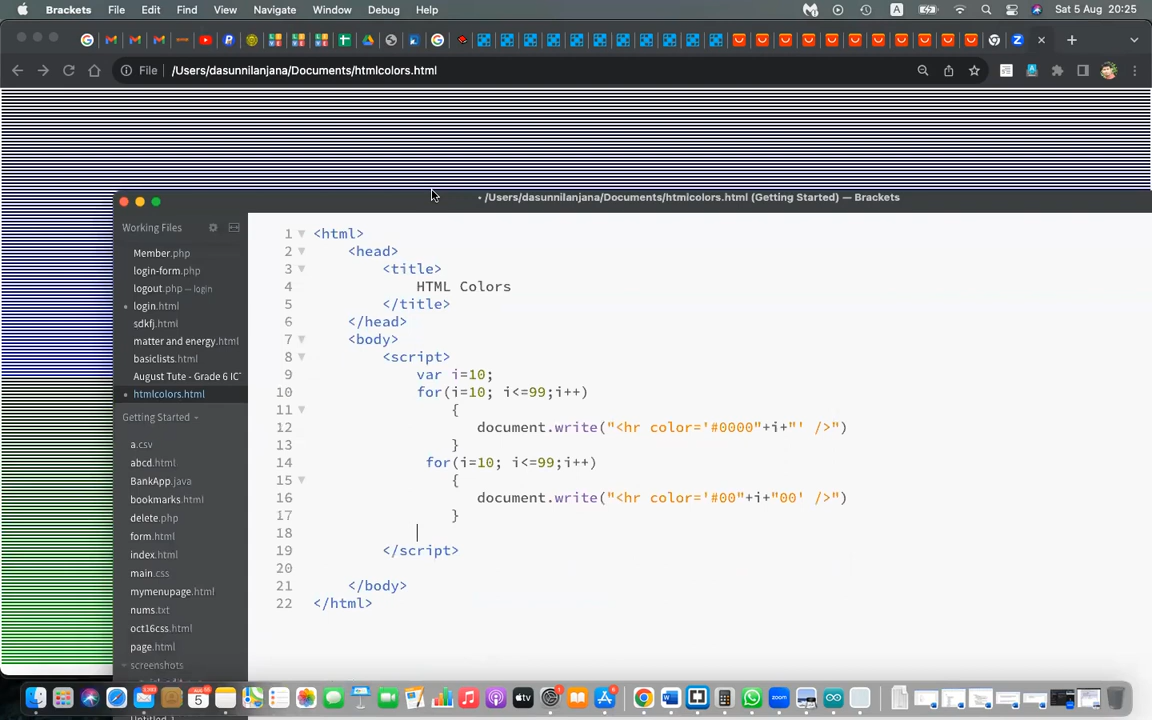 Brackets File Edit Find View Navigate Window Debug Help A Sat 5 Aug 20:25
File /Users/dasunnilanjana/Documents/htmlcolors.html
• /Users/dasunnilanjana/Documents/htmlcolors.html (Getting Started) — Brackets
Working Files
Member.php
login-form.php
logout.php — login
login.html
sdkfj.html
matter and energy.html
basiclists.html
August Tute - Grade 6 IC
htmlcolors.html
Getting Started
a.csv
abcd.html
BankApp.java
bookmarks.html
delete.php
form.html
index.html
main.css
mymenupage.html
nums.txt
oct16css.html
page.html
screenshots
1 <html>
2 <head>
3 <title>
4 HTML Colors
5 </title>
6 </head>
7 <body>
8 <script>
9 var i=10;
10 for(i=10; i<=99;i++)
11 {
12 document.write("<hr color='#0000"+i+"' />")
13 }
14 for(i=10; i<=99;i++)
15 {
16 document.write("<hr color='#00"+i+"00' />")
17 }
18
19 </script>
20
21 </body>
22 </html>